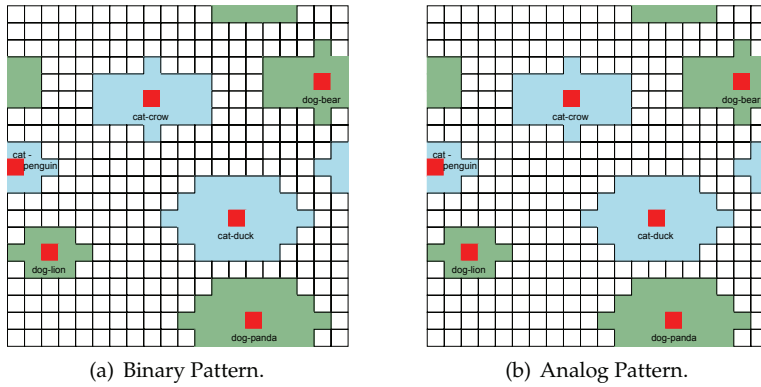 dog-bear
cat-crow
cat -
penguin
cat-duck
dog-lion
dog-panda
(a) Binary Pattern.
dog-bear
cat-crow
cat-
penguin
cat-duck
dog-lion
dog-panda
(b) Analog Pattern.